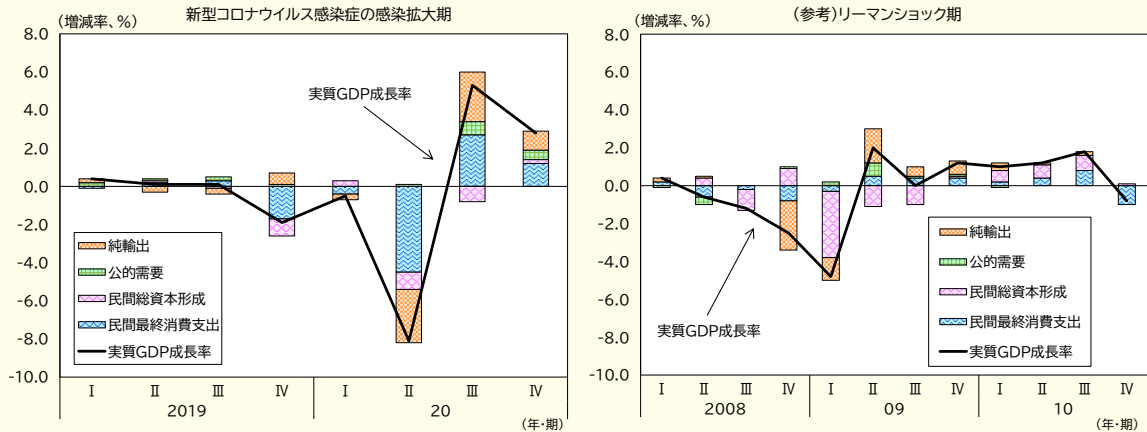 新型コロナウイルス感染症の感染拡大期
(増減率、%)
8.0
6.0
4.0
2.0
0.0
-2.0
-4.0
-6.0
-8.0
-10.0
実質GDP成長率
純輸出
公的需要
民間総資本形成
民間最終消費支出
実質GDP成長率
Ⅰ Ⅱ Ⅲ Ⅳ Ⅰ Ⅱ Ⅲ Ⅳ
2019 20
(年・期)
(参考)リーマンショック期
(増減率、%)
8.0
6.0
4.0
2.0
0.0
-2.0
-4.0
-6.0
-8.0
-10.0
実質GDP成長率
純輸出
公的需要
民間総資本形成
民間最終消費支出
実質GDP成長率
Ⅰ Ⅱ Ⅲ Ⅳ Ⅰ Ⅱ Ⅲ Ⅳ Ⅰ Ⅱ Ⅲ Ⅳ
2008 09 10
(年・期)